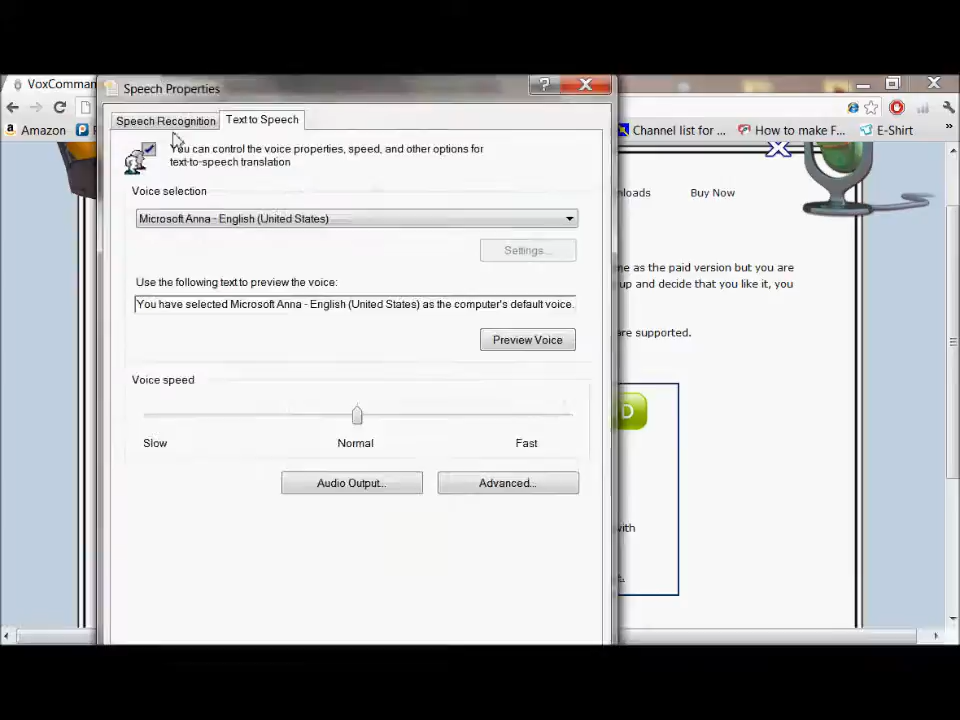 VoxComman
Speech Properties
Speech Recognition
Text to Speech
Amazon
Channel list for ...
How to make F...
E-Shirt
You can control the voice properties, speed, and other options for
text-to-speech translation
Voice selection
Microsoft Anna - English (United States)
Settings...
Use the following text to preview the voice:
You have selected Microsoft Anna - English (United States) as the computer's default voice.
Preview Voice
Voice speed
Slow
Normal
Fast
Audio Output...
Advanced...
nloads
Buy Now
me as the paid version but you are
up and decide that you like it, you
are supported.
D
with